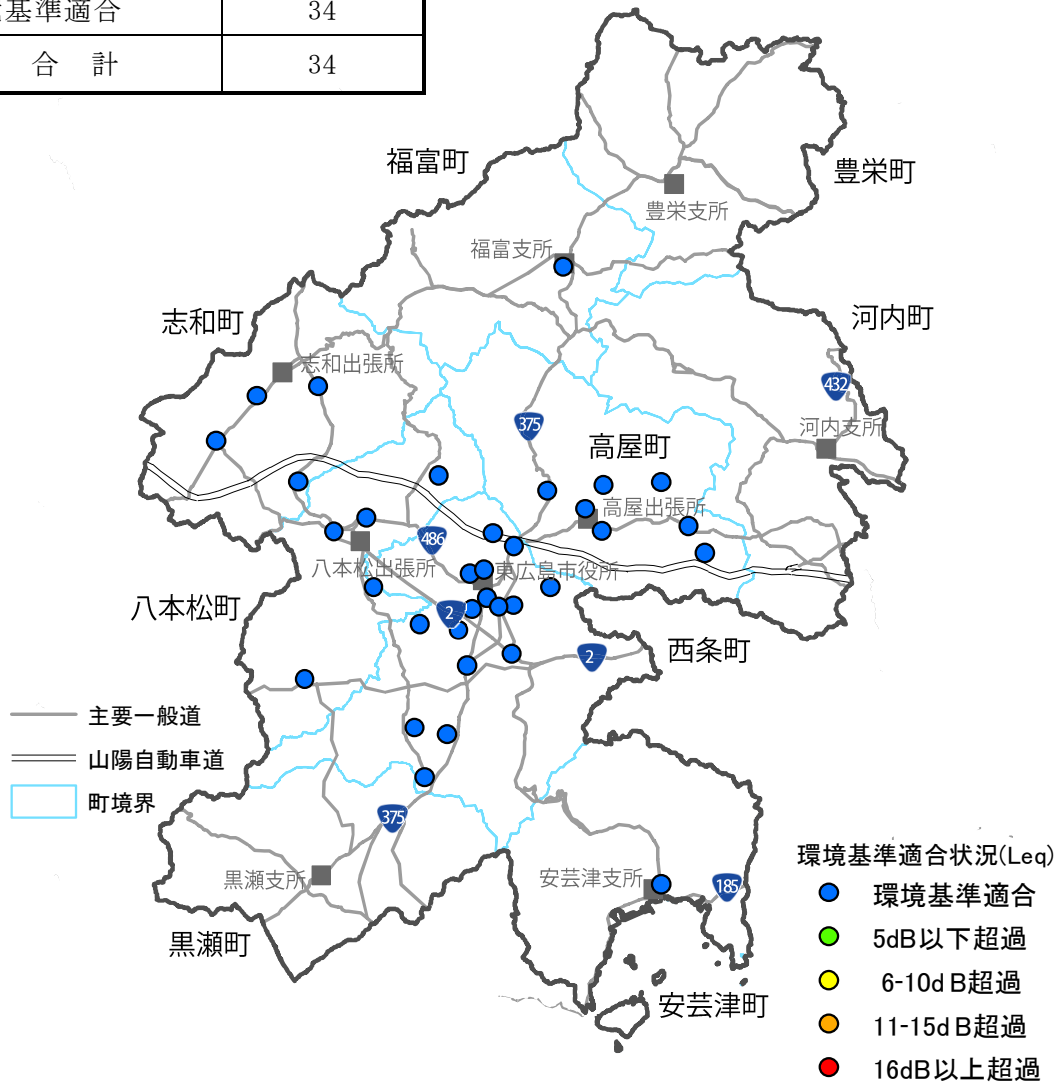 基準適合 34
合 計 34
福富町
豊栄町
豊栄支所
福富支所
志和町
河内町
志和出張所
432
375
河内支所
高屋町
高屋出張所
486
八本松出張所
東広島市役所
八本松町
2
西条町
2
主要一般道
山陽自動車道
町境界
375
環境基準適合状況(Leq)
黒瀬支所
安芸津支所
185
環境基準適合
黒瀬町
5dB以下超過
6-10dB超過
安芸津町
11-15dB超過
16dB以上超過